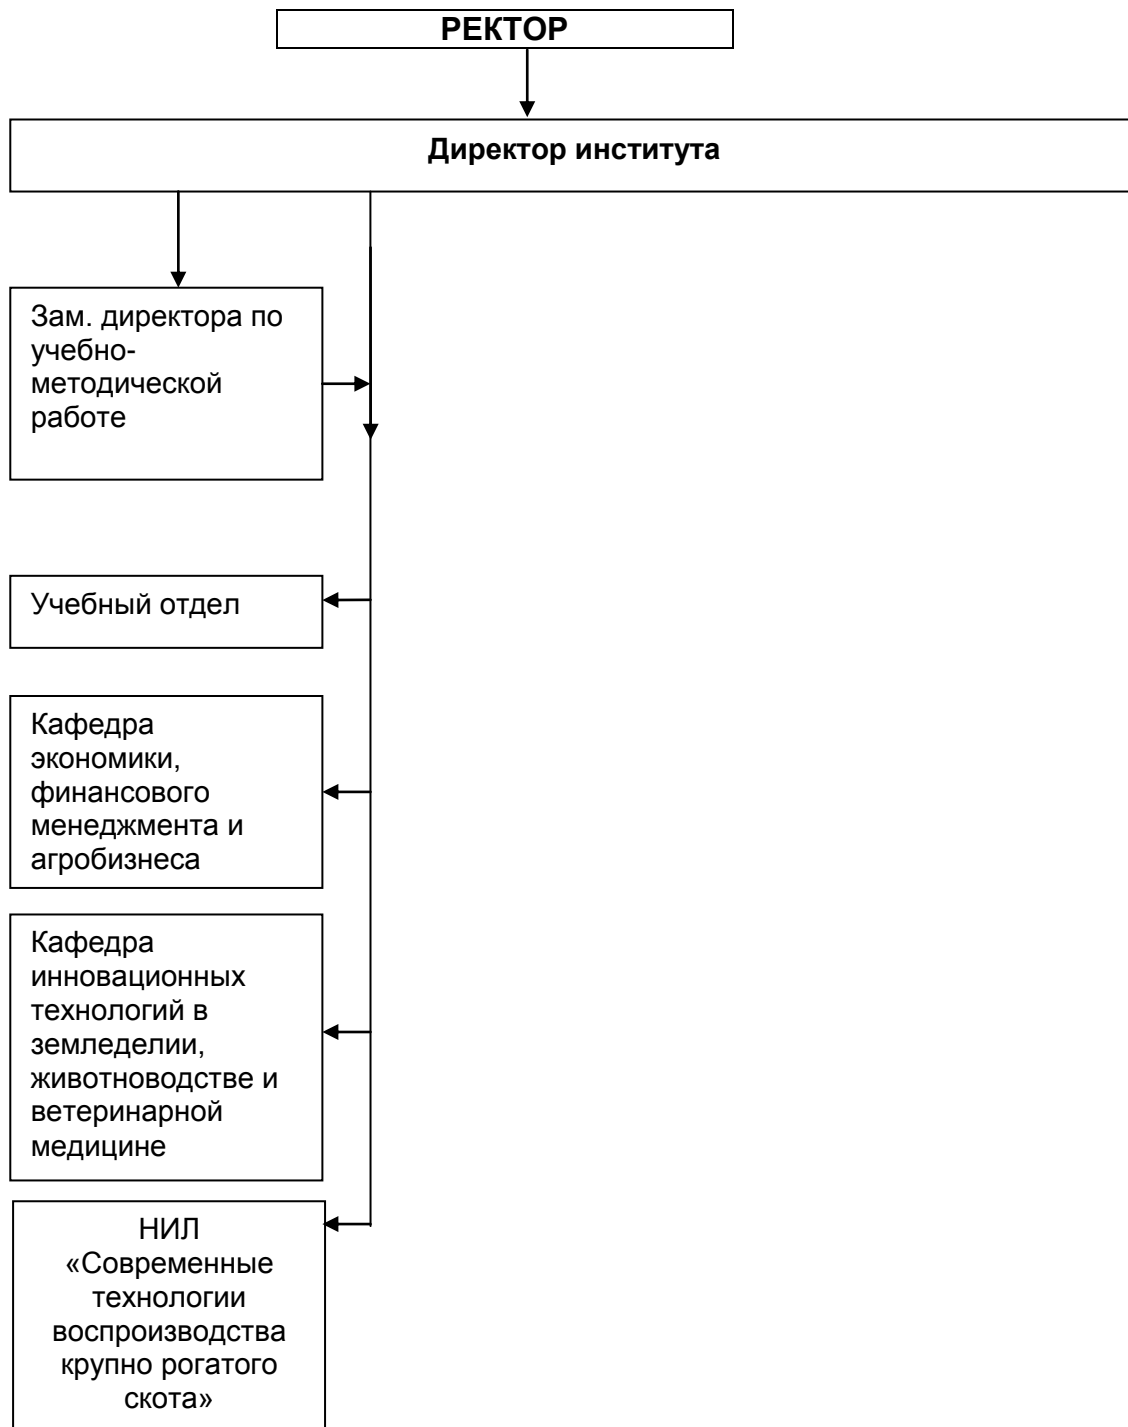 РЕКТОР
Директор института
Зам. директора по
учебно-
методической
работе
Учебный отдел
Кафедра
экономики,
финансового
менеджмента и
агробизнеса
Кафедра
инновационных
технологий в
земледелии,
животноводстве и
ветеринарной
медицине
НИЛ
«Современные
технологии
воспроизводства
крупно рогатого
скота»